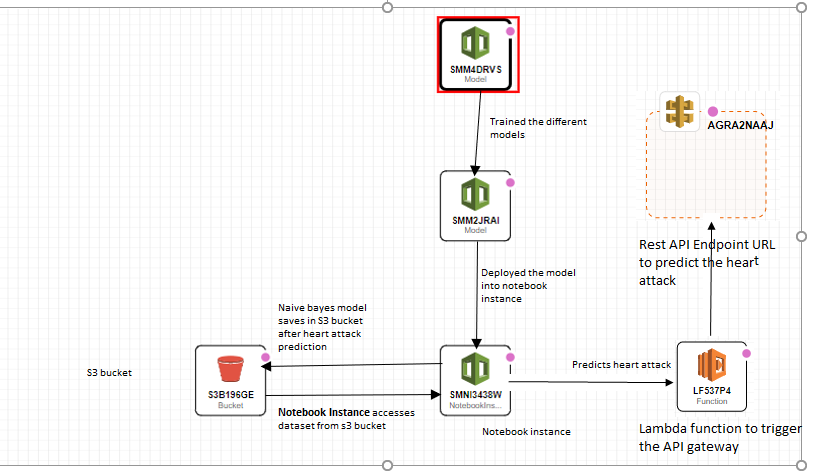 SMM4DRVS
Model
Trained the different
models
AGRA2NAAJ
SMM2JRAI
Model
Rest API Endpoint URL
to predict the heart
attack
Deployed the model
into notebook
instance
Naive bayes model
saves in S3 bucket
after heart attack
prediction
S3 bucket
S3B196GE
Bucket
SMNI3438W
NotebookIns...
Predicts heart attack
LF537P4
Function
Notebook Instance accesses
dataset from s3 bucket
Notebook instance
Lambda function to trigger
the API gateway